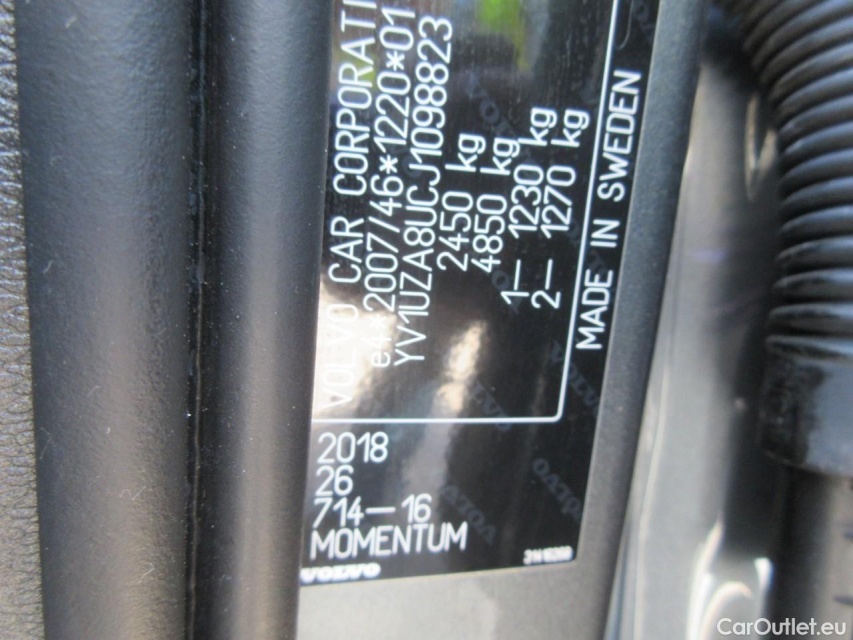 VOLVO CAR CORPORATI
e4*2007/46*1220*01
YV1UZA8UCJ1098823
2450 kg
4850 kg
1– 1230 kg
2– 1270 kg
MADE IN SWEDEN
2018
26
714–16
MOMENTUM
VOLVO
CarOutlet.eu